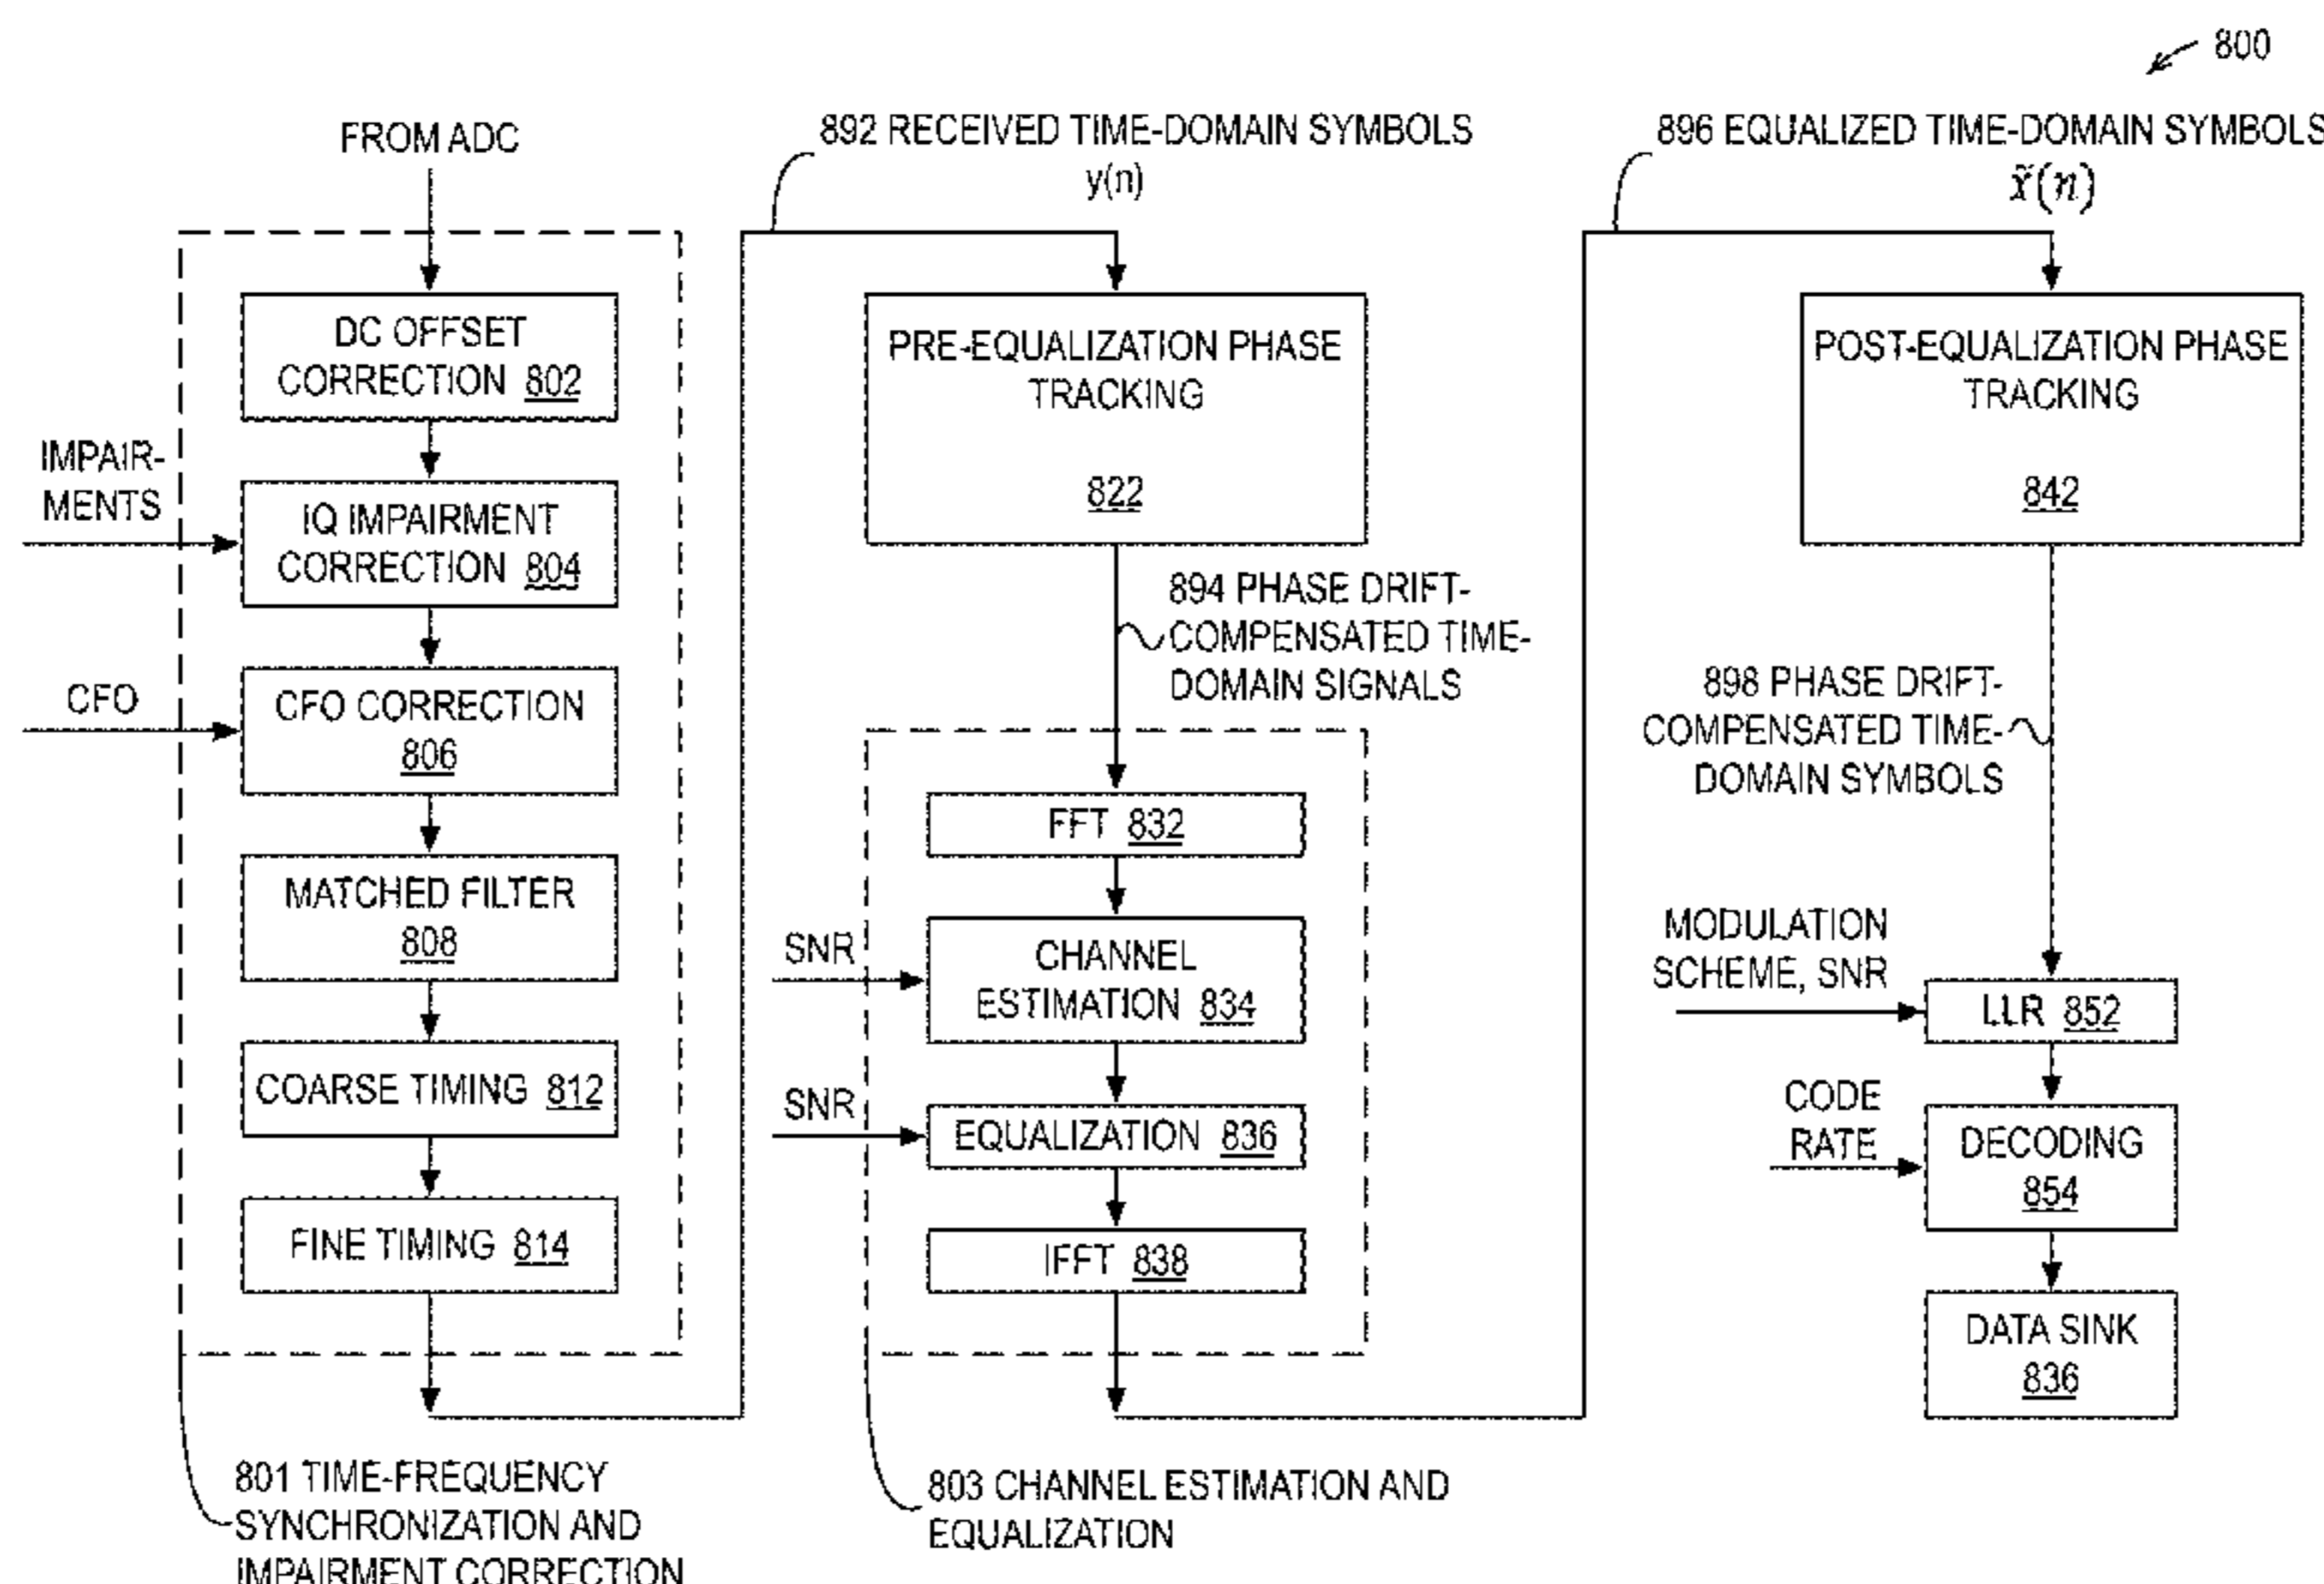 800
FROM ADC
DC OFFSET
CORRECTION 802
IMPAIR-
MENTS
IQ IMPAIRMENT
CORRECTION 804
CFO
CFO CORRECTION
806
MATCHED FILTER
808
COARSE TIMING 812
FINE TIMING 814
801 TIME-FREQUENCY
SYNCHRONIZATION AND
IMPAIRMENT CORRECTION
892 RECEIVED TIME-DOMAIN SYMBOLS
y(n)
PRE-EQUALIZATION PHASE
TRACKING
822
894 PHASE DRIFT-
COMPENSATED TIME-
DOMAIN SIGNALS
FFT 832
SNR
CHANNEL
ESTIMATION 834
SNR
EQUALIZATION 836
IFFT 838
803 CHANNEL ESTIMATION AND
EQUALIZATION
896 EQUALIZED TIME-DOMAIN SYMBOLS
x̃(n)
POST-EQUALIZATION PHASE
TRACKING
842
898 PHASE DRIFT-
COMPENSATED TIME-
DOMAIN SYMBOLS
MODULATION
SCHEME, SNR
LLR 852
CODE
RATE
DECODING
854
DATA SINK
836